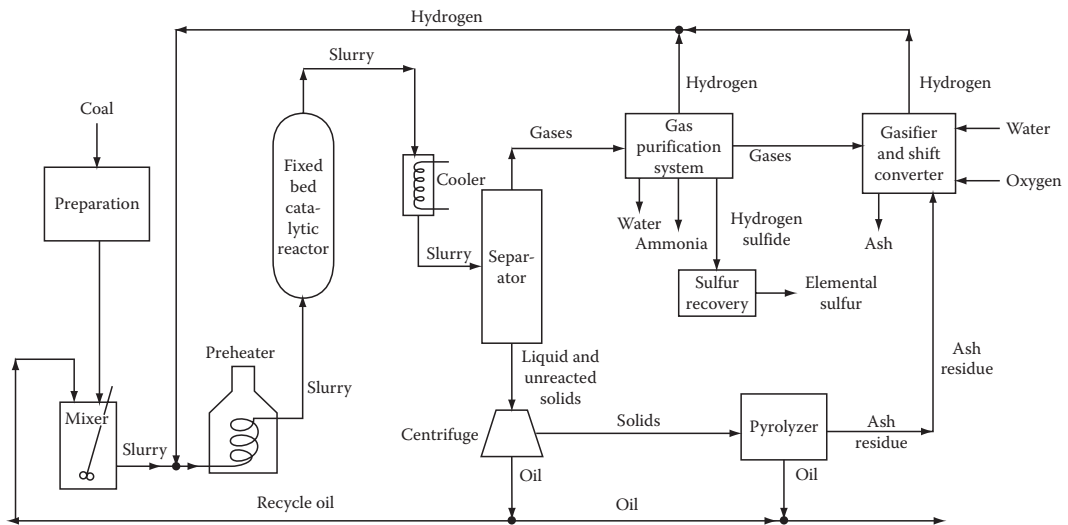 Hydrogen
Slurry
Coal
Preparation
Fixed
bed
cata-
lytic
reactor
Cooler
Slurry
Gases
Separ-
ator
Gas
purification
system
Hydrogen
Gases
Water
Ammonia
Hydrogen
sulfide
Sulfur
recovery
Elemental
sulfur
Gasifier
and shift
converter
Hydrogen
Water
Oxygen
Ash
Preheater
Slurry
Mixer
Slurry
Liquid and
unreacted
solids
Centrifuge
Solids
Pyrolyzer
Ash
residue
Ash
residue
Oil
Oil
Recycle oil
Oil